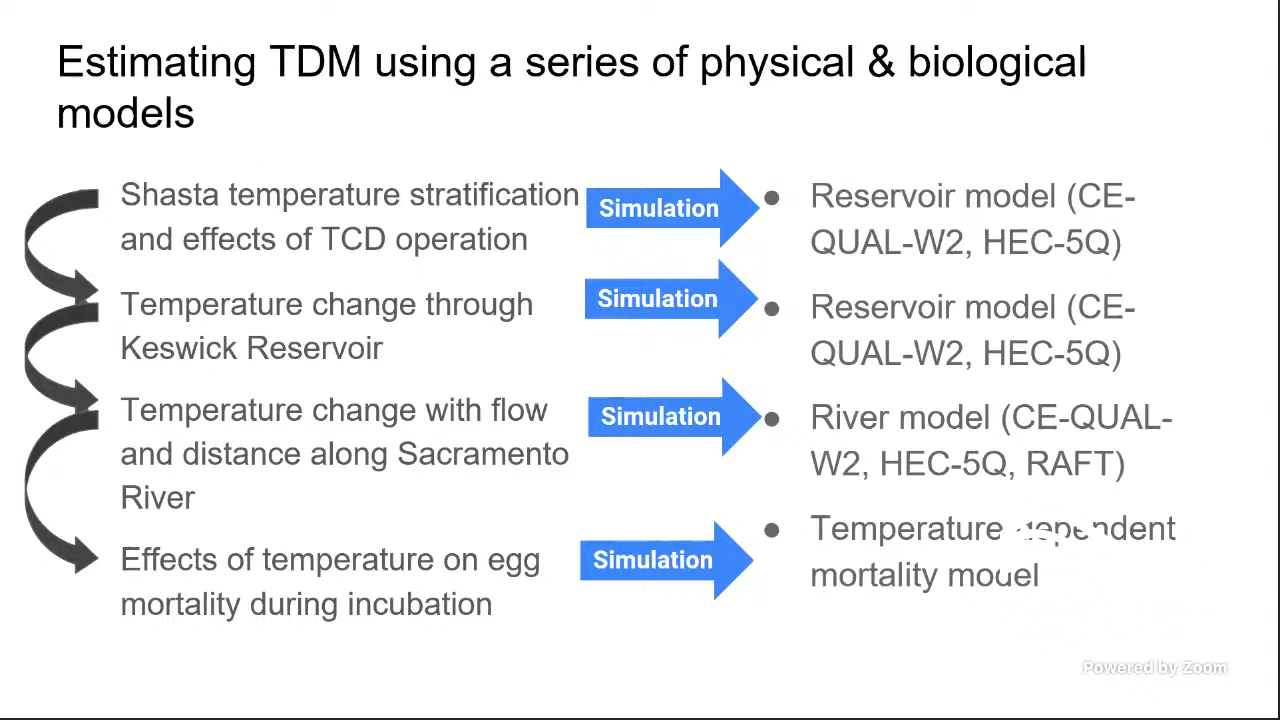 Estimating TDM using a series of physical & biological
models
Shasta temperature stratification
and effects of TCD operation
Simulation
Reservoir model (CE-
QUAL-W2, HEC-5Q)
Temperature change through
Keswick Reservoir
Simulation
Reservoir model (CE-
QUAL-W2, HEC-5Q)
Temperature change with flow
and distance along Sacramento
River
Simulation
River model (CE-QUAL-
W2, HEC-5Q, RAFT)
Effects of temperature on egg
mortality during incubation
Simulation
Temperature dependent
mortality model
Powered by Zoom